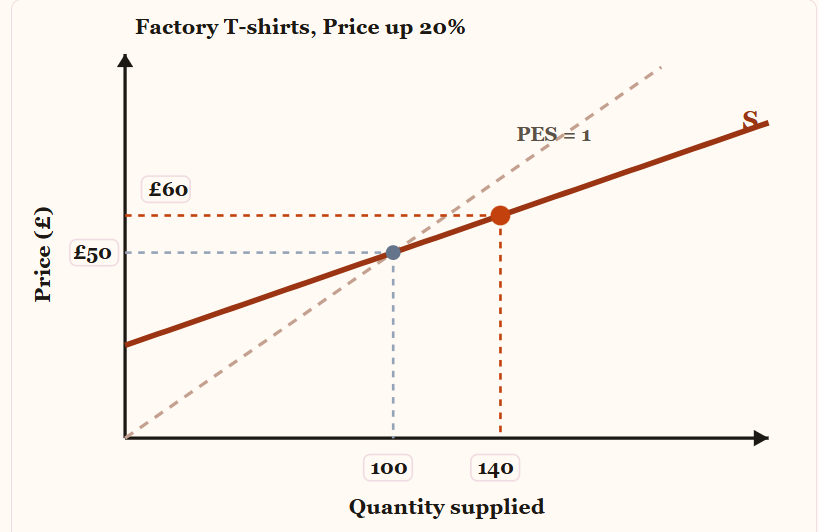 Factory T-shirts, Price up 20%
PES = 1
S
£60
£50
Price (£)
100
140
Quantity supplied